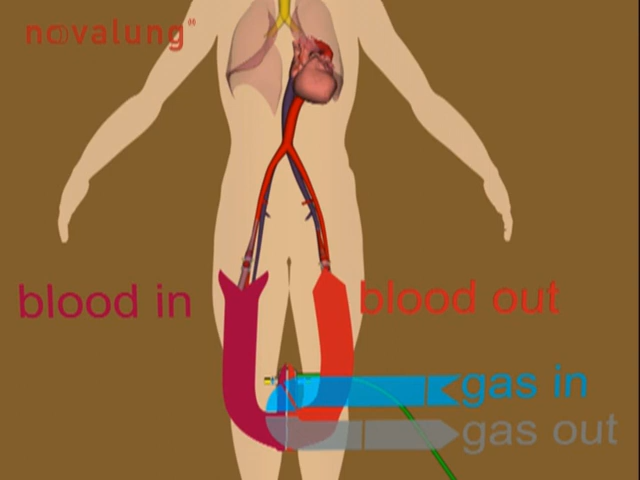 novalung®
blood in
blood out
gas in
gas out